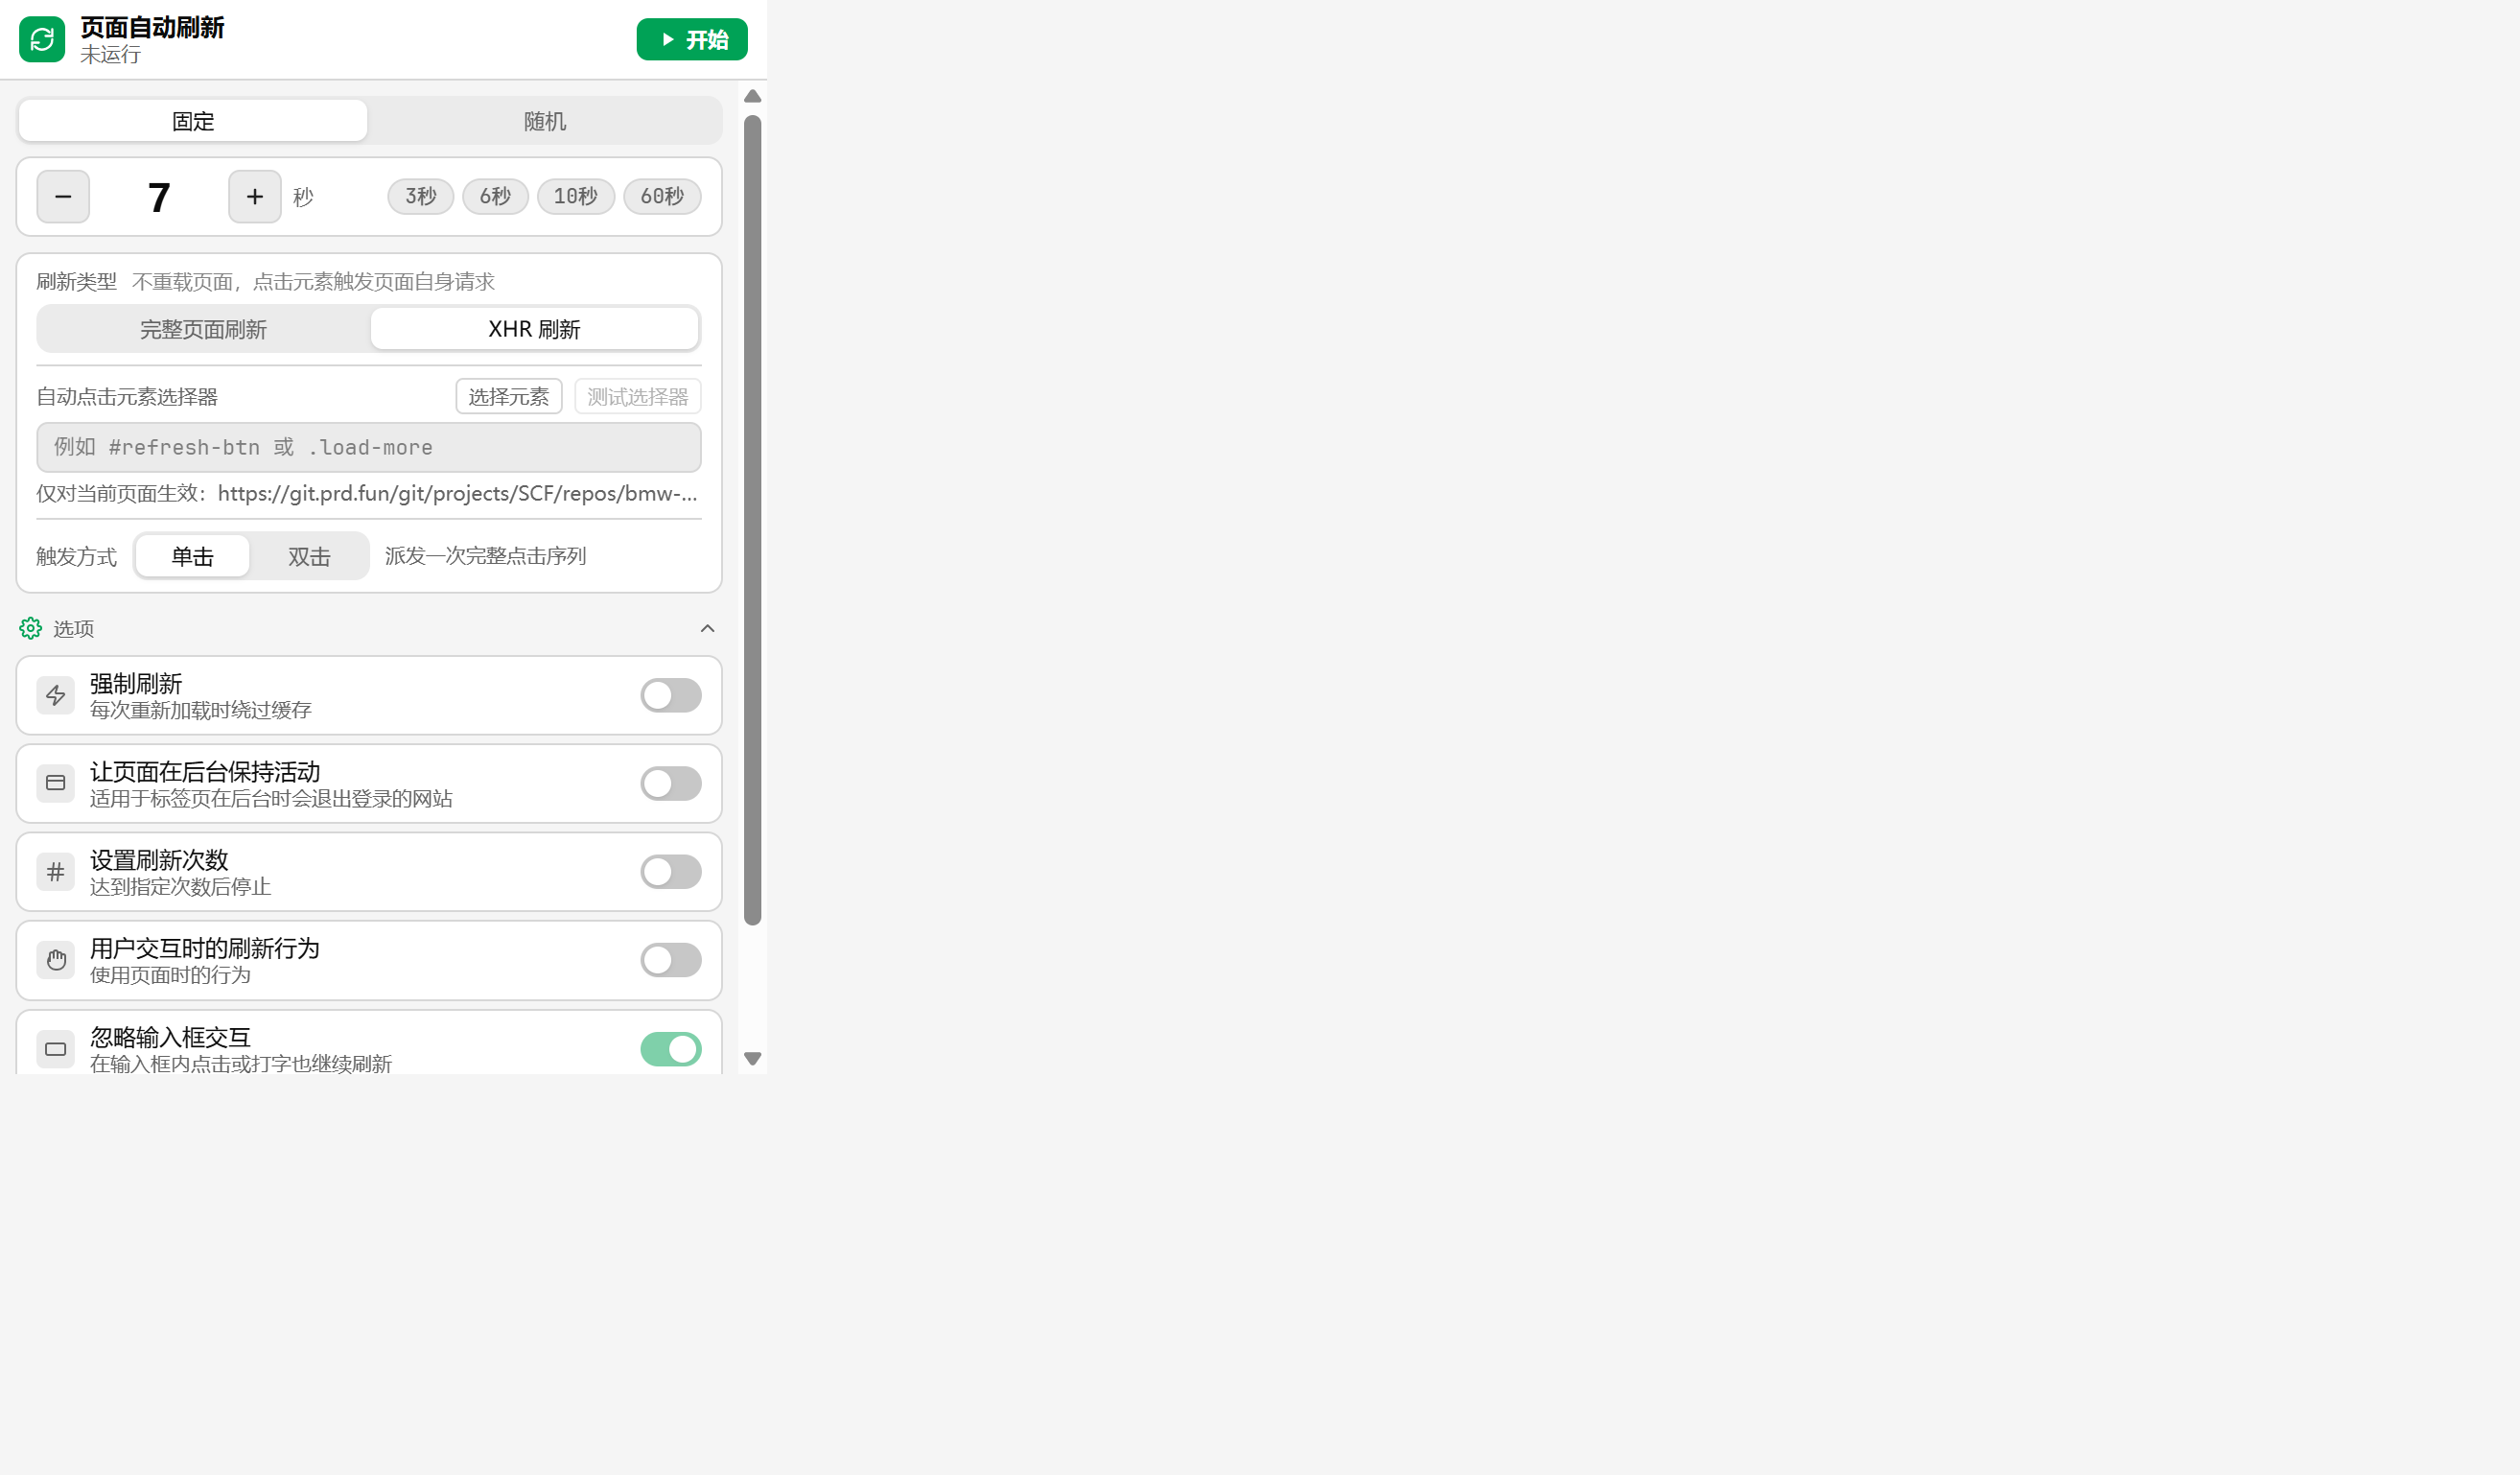 页面自动刷新
未运行
开始
固定 随机
7 秒 3秒 6秒 10秒 60秒
刷新类型 不重载页面，点击元素触发页面自身请求
完整页面刷新 XHR 刷新
自动点击元素选择器 选择元素 测试选择器
例如 #refresh-btn 或 .load-more
仅对当前页面生效：https://git.prd.fun/git/projects/SCF/repos/bmw-...
触发方式 单击 双击 派发一次完整点击序列
选项
强制刷新
每次重新加载时绕过缓存
让页面在后台保持活动
适用于标签页在后台时会退出登录的网站
设置刷新次数
达到指定次数后停止
用户交互时的刷新行为
使用页面时的行为
忽略输入框交互
在输入框内点击或打字也继续刷新